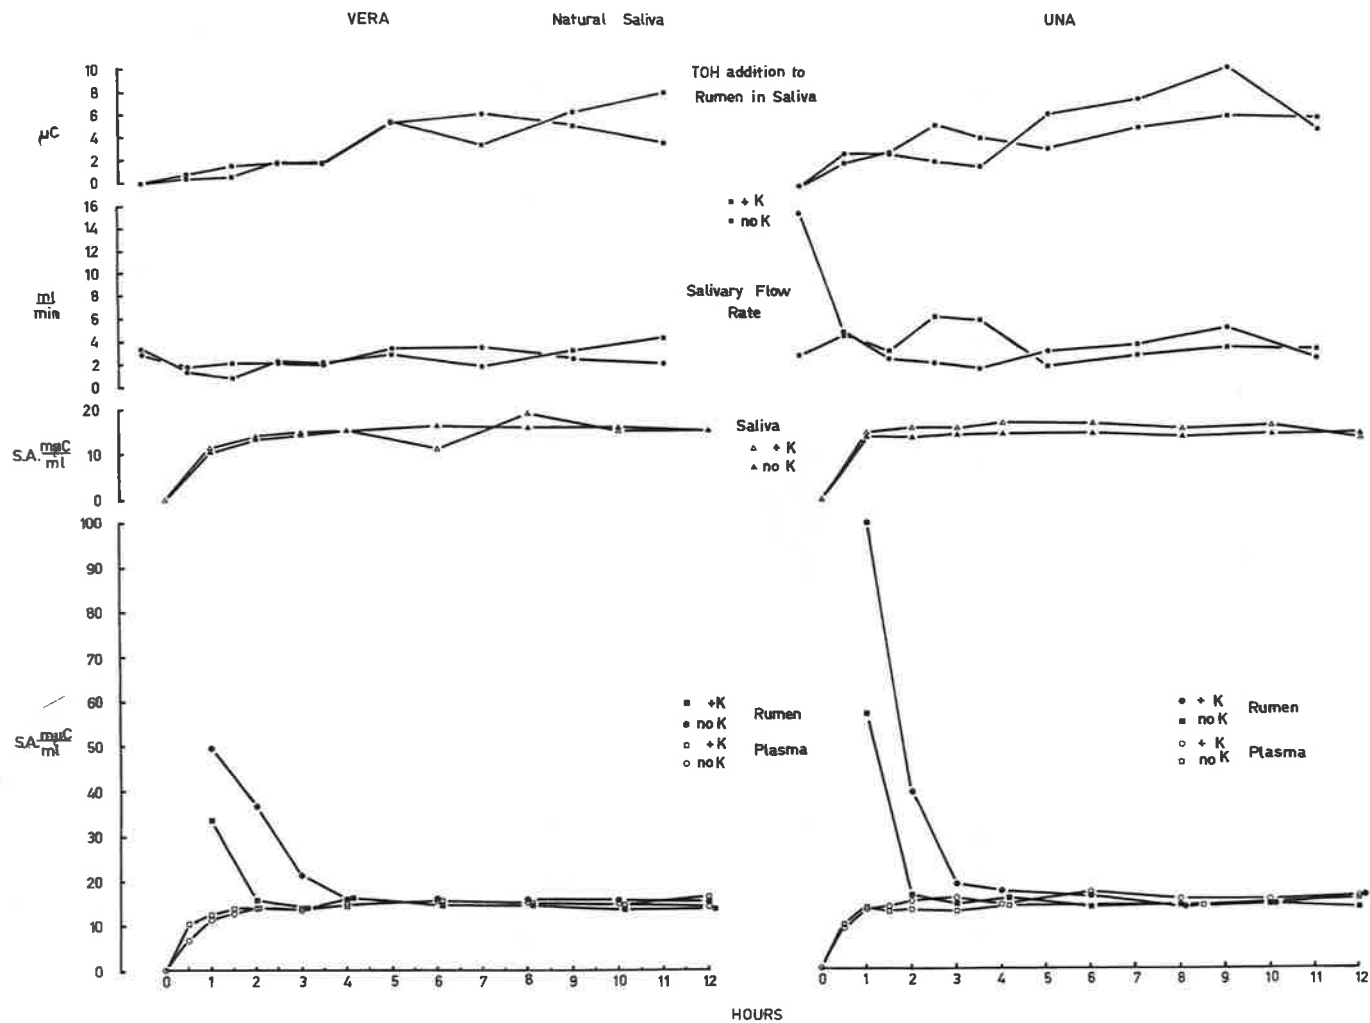 VERA Natural Saliva UNA
TOH addition to
Rumen in Saliva
10
8
6
4
2
0
µC
+ K
no K
16
14
12
10
8
6
4
2
0
ml
min
Salivary Flow
Rate
20
10
0
S.A. mµC
ml
Saliva
+ K
no K
100
90
80
70
60
50
40
30
20
10
0
S.A. mµC
ml
+K
no K
Rumen
+K
no K
Plasma
+ K
no K
Rumen
+ K
no K
Plasma
0 1 2 3 4 5 6 7 8 9 10 11 12
0 1 2 3 4 5 6 7 8 9 10 11 12
HOURS